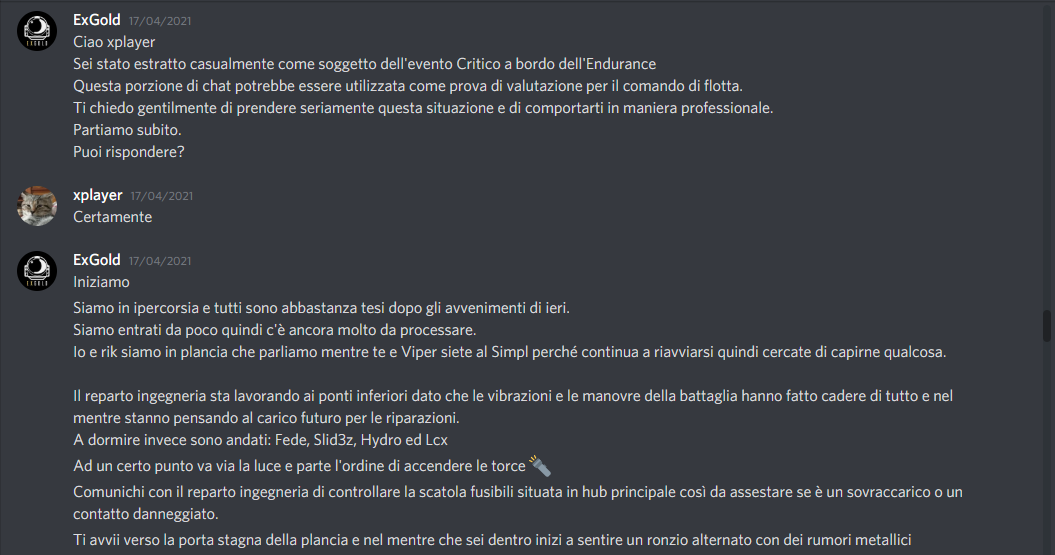 ExGold 17/04/2021
Ciao xplayer
Sei stato estratto casualmente come soggetto dell'evento Critico a bordo dell'Endurance
Questa porzione di chat potrebbe essere utilizzata come prova di valutazione per il comando di flotta.
Ti chiedo gentilmente di prendere seriamente questa situazione e di comportarti in maniera professionale.
Partiamo subito.
Puoi rispondere?
xplayer 17/04/2021
Certamente
ExGold 17/04/2021
Iniziamo
Siamo in ipercorsia e tutti sono abbastanza tesi dopo gli avvenimenti di ieri.
Siamo entrati da poco quindi c'è ancora molto da processare.
Io e rik siamo in plancia che parliamo mentre te e Viper siete al Simpl perché continua a riavviarsi quindi cercate di capirne qualcosa.
Il reparto ingegneria sta lavorando ai ponti inferiori dato che le vibrazioni e le manovre della battaglia hanno fatto cadere di tutto e nel
mentre stanno pensando al carico futuro per le riparazioni.
A dormire invece sono andati: Fede, Slid3z, Hydro ed Lcx
Ad un certo punto va via la luce e parte l'ordine di accendere le torce
Comunichi con il reparto ingegneria di controllare la scatola fusibili situata in hub principale così da assestare se è un sovraccarico o un
contatto danneggiato.
Ti avvii verso la porta stagna della plancia e nel mentre che sei dentro inizi a sentire un ronzio alternato con dei rumori metallici